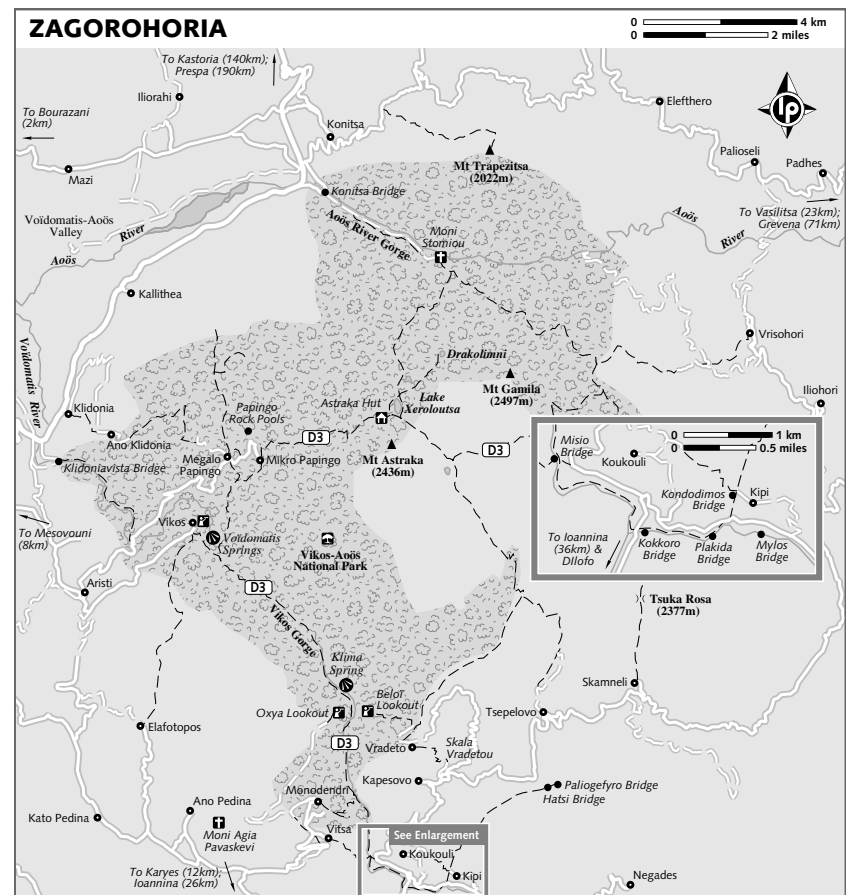 ZAGOROHORIA
0 4 km
0 2 miles
To Kastoria (140km);
Prespa (190km)
Iliorahi
To Bourazani
(2km)
Konitsa
Elefthero
lp
Mazi
Mt Trapezitsa
(2022m)
Palioseli
Padhes
Konitsa Bridge
Voïdomatis-Aoös
Valley
River
Aoös
Aoös River Gorge
Moni
Stomiou
Aoös
River
To Vasilitsa (23km);
Grevena (71km)
Kallithea
Voïdomatis River
Vrisohori
Drakolimni
Mt Gamila
(2497m)
Iliohori
Klidonia
Papingo
Rock Pools
Astraka Hut
Lake
Xeroloutsa
Ano Klidonia
D3
Mt Astraka
(2436m)
D3
Klidoniavista Bridge
Megalo
Papingo
Mikro Papingo
0 1 km
0 0.5 miles
Misio
Bridge
Koukouli
Kondodimos
Bridge
Kipi
To Ioannina
(36km) &
DIlofo
Kokkoro
Bridge
Plakida
Bridge
Mylos
Bridge
Vikos
Voïdomatis
Springs
Vikos-Aoös
National Park
To Mesovouni
(8km)
Aristi
D3
Vikos Gorge
Tsuka Rosa
(2377m)
Klima
Spring
Beloï
Lookout
Oxya Lookout
Skamneli
Elafotopos
Tsepelovo
D3
Vradeto
Skala
Vradetou
Kapesovo
Paliogefyro Bridge
Hatsi Bridge
Monodendri
Ano Pedina
Kato Pedina
Moni Agia
Pavaskevi
Vitsa
See Enlargement
Koukouli
Kipi
To Karyes (12km);
Ioannina (26km)
Negades